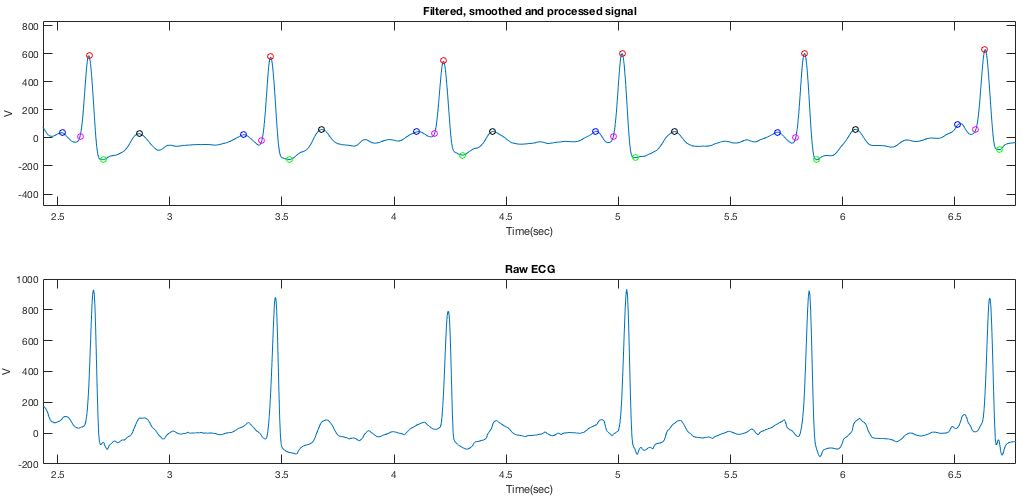 Filtered, smoothed and processed signal
800
600
400
200
0
-200
-400
V
2.5 3 3.5 4 4.5 5 5.5 6 6.5
Time(sec)
Raw ECG
1000
800
600
400
200
0
-200
V
2.5 3 3.5 4 4.5 5 5.5 6 6.5
Time(sec)